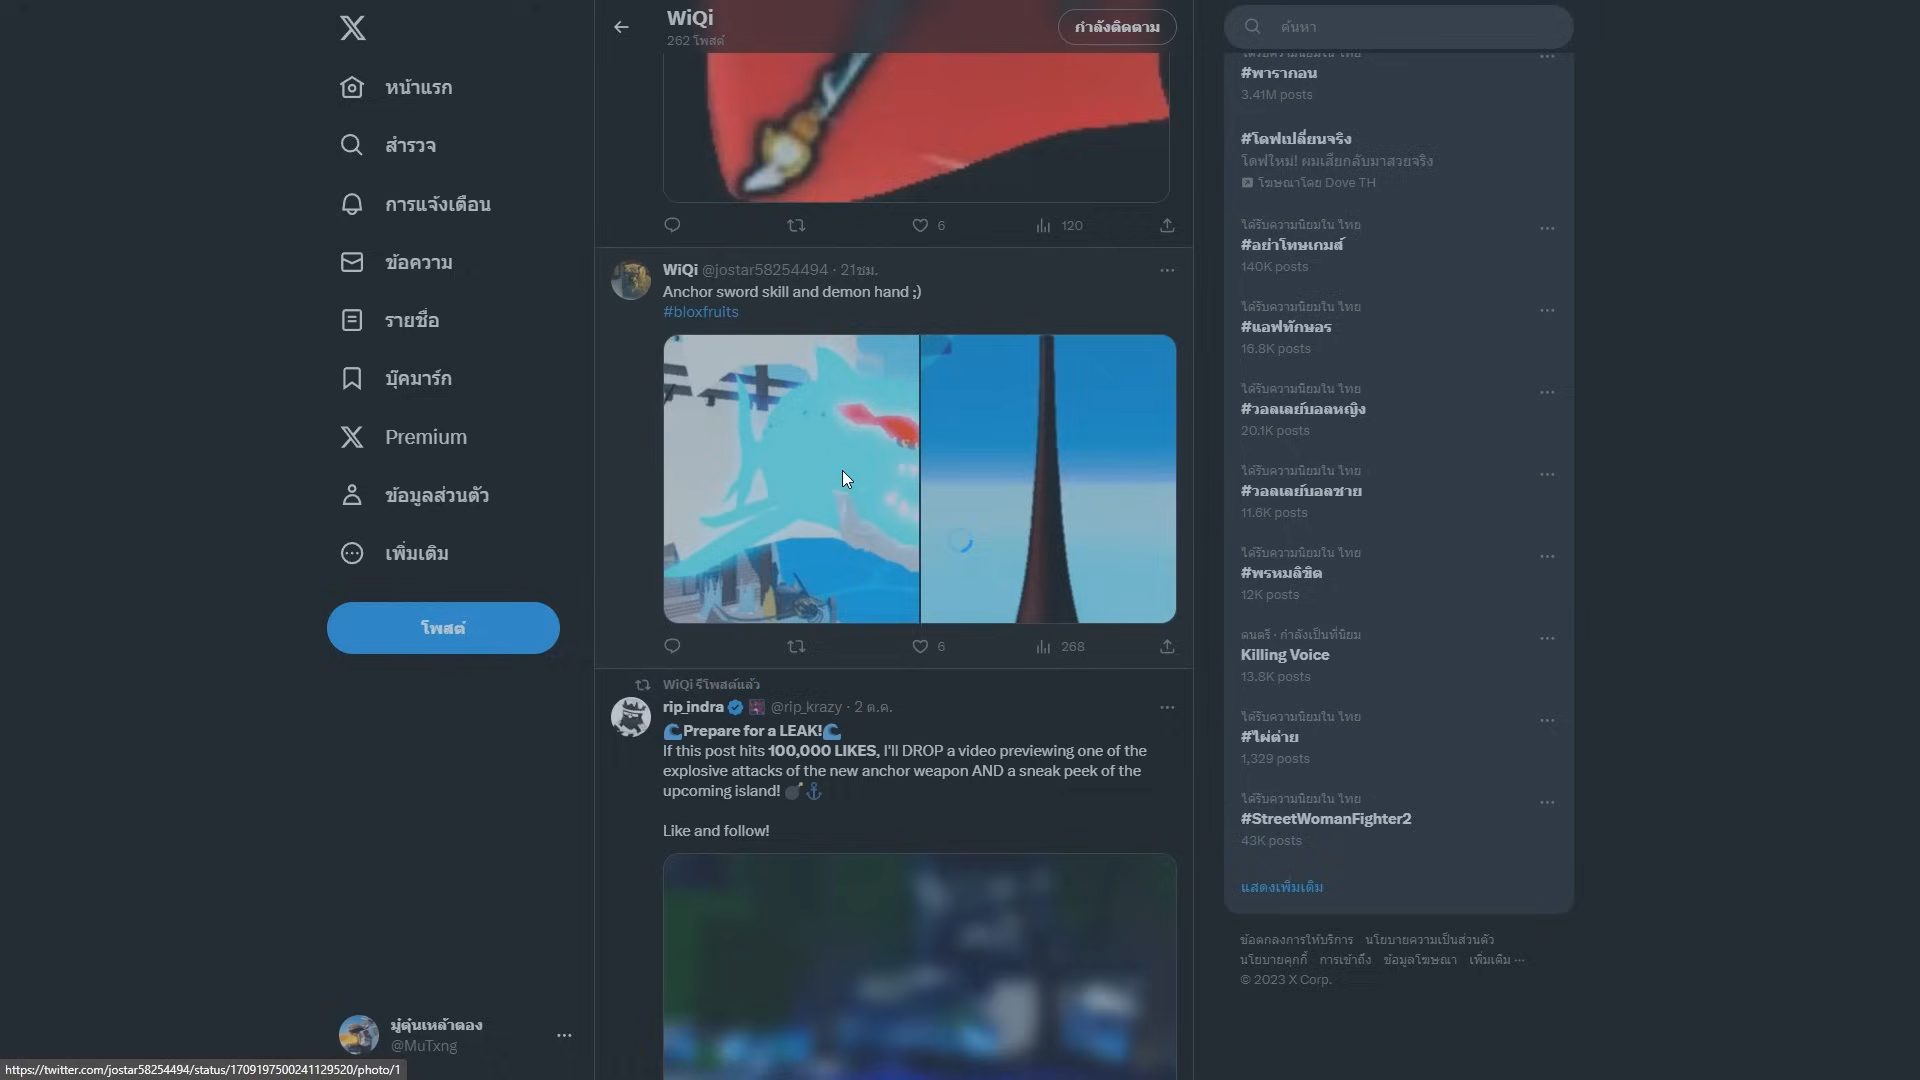 หน้าแรก
สำรวจ
การแจ้งเตือน
ข้อความ
รายชื่อ
บุ๊คมาร์ก
Premium
ข้อมูลส่วนตัว
เพิ่มเติม
โพสต์
มู๋ตุ๋นเหล้าตอง
@MuTxng
https://twitter.com/jostar58254494/status/1709197500241129520/photo/1
WiQi
262 โพสต์
กำลังติดตาม
6
120
WiQi @jostar58254494 · 21ชม.
Anchor sword skill and demon hand ;)
#bloxfruits
6
268
WiQi รีโพสต์แล้ว
rip_indra @rip_krazy · 2 ต.ค.
🌊Prepare for a LEAK!🌊
If this post hits 100,000 LIKES, I'll DROP a video previewing one of the
explosive attacks of the new anchor weapon AND a sneak peek of the
upcoming island! 💣⚓
Like and follow!
ค้นหา
ได้รับความนิยมใน ไทย
#พารากอน
3.41M posts
#โดฟเปลี่ยนจริง
โดฟใหม่! ผมเสียกลับมาสวยจริง
โฆษณาโดย Dove TH
ได้รับความนิยมใน ไทย
#อย่าโทษเกมส์
140K posts
ได้รับความนิยมใน ไทย
#แอฟทักษอร
16.8K posts
ได้รับความนิยมใน ไทย
#วอลเลย์บอลหญิง
20.1K posts
ได้รับความนิยมใน ไทย
#วอลเลย์บอลชาย
11.6K posts
ได้รับความนิยมใน ไทย
#พรหมลิขิต
12K posts
ดนตรี · กำลังเป็นที่นิยม
Killing Voice
13.8K posts
ได้รับความนิยมใน ไทย
#ไผ่ต่าย
1,329 posts
ได้รับความนิยมใน ไทย
#StreetWomanFighter2
43K posts
แสดงเพิ่มเติม
ข้อตกลงการให้บริการ นโยบายความเป็นส่วนตัว
นโยบายคุกกี้ การเข้าถึง ข้อมูลโฆษณา เพิ่มเติม ···
© 2023 X Corp.